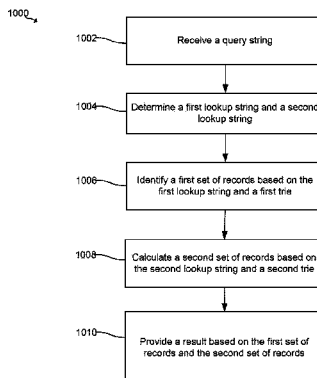 1000
1002
Receive a query string
1004
Determine a first lookup string and a second
lookup string
1006
Identify a first set of records based on the
first lookup string and a first trie
1008
Calculate a second set of records based on
the second lookup string and a second trie
1010
Provide a result based on the first set of
records and the second set of records